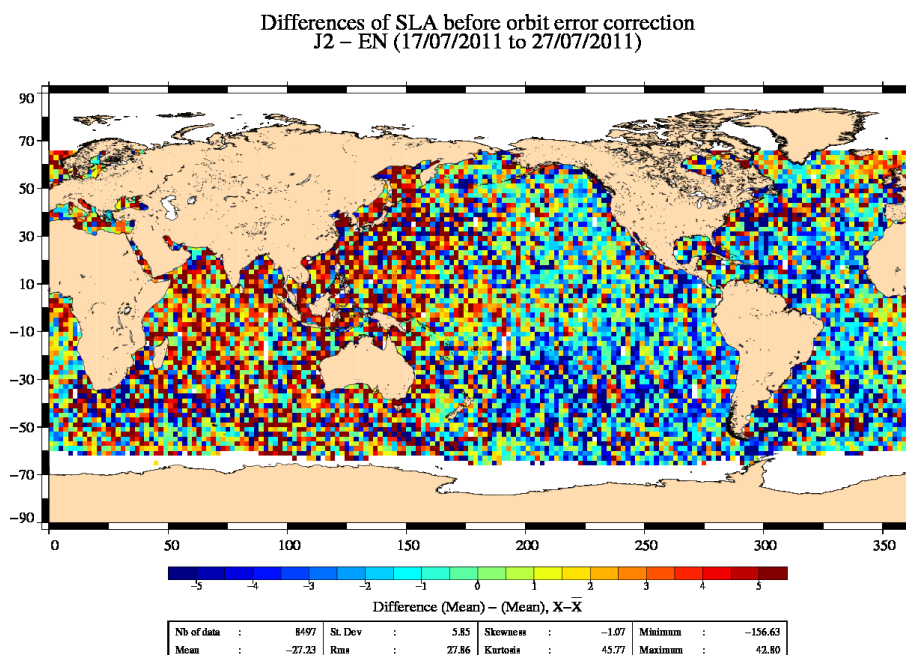 Differences of SLA before orbit error correction
J2 – EN (17/07/2011 to 27/07/2011)
90
70
50
30
10
−10
−30
−50
−70
−90
0 50 100 150 200 250 300 350
−5 −4 −3 −2 −1 0 1 2 3 4 5
Difference (Mean) – (Mean), X–X̅
Nb of data : 8497 St. Dev : 5.85 Skewness : −1.07 Minimum : −156.63
Mean : −27.23 Rms : 27.86 Kurtosis : 45.77 Maximum : 42.80